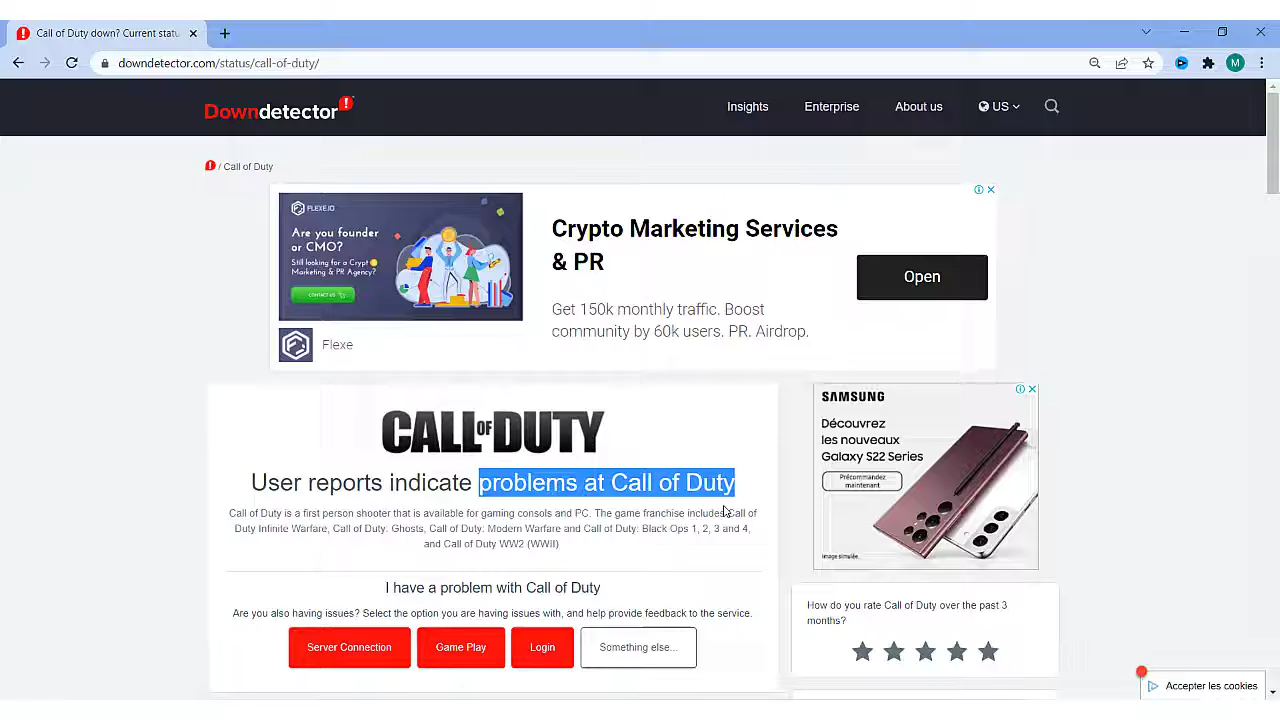 Call of Duty down? Current statu
downdetector.com/status/call-of-duty/
M
Downdetector
Insights
Enterprise
About us
US
/ Call of Duty
FLEXE.IO
Are you founder
or CMO?
Still looking for a Crypt
Marketing & PR Agency?
CONTACT US
Flexe
Crypto Marketing Services
& PR
Get 150k monthly traffic. Boost
community by 60k users. PR. Airdrop.
Open
CALL OF DUTY
User reports indicate problems at Call of Duty
Call of Duty is a first person shooter that is available for gaming consols and PC. The game franchise includes Call of
Duty Infinite Warfare, Call of Duty: Ghosts, Call of Duty: Modern Warfare and Call of Duty: Black Ops 1, 2, 3 and 4,
and Call of Duty WW2 (WWII)
I have a problem with Call of Duty
Are you also having issues? Select the option you are having issues with, and help provide feedback to the service.
Server Connection
Game Play
Login
Something else...
SAMSUNG
Découvrez
les nouveaux
Galaxy S22 Series
Précommandez
maintenant
Image simulée.
How do you rate Call of Duty over the past 3
months?
Accepter les cookies